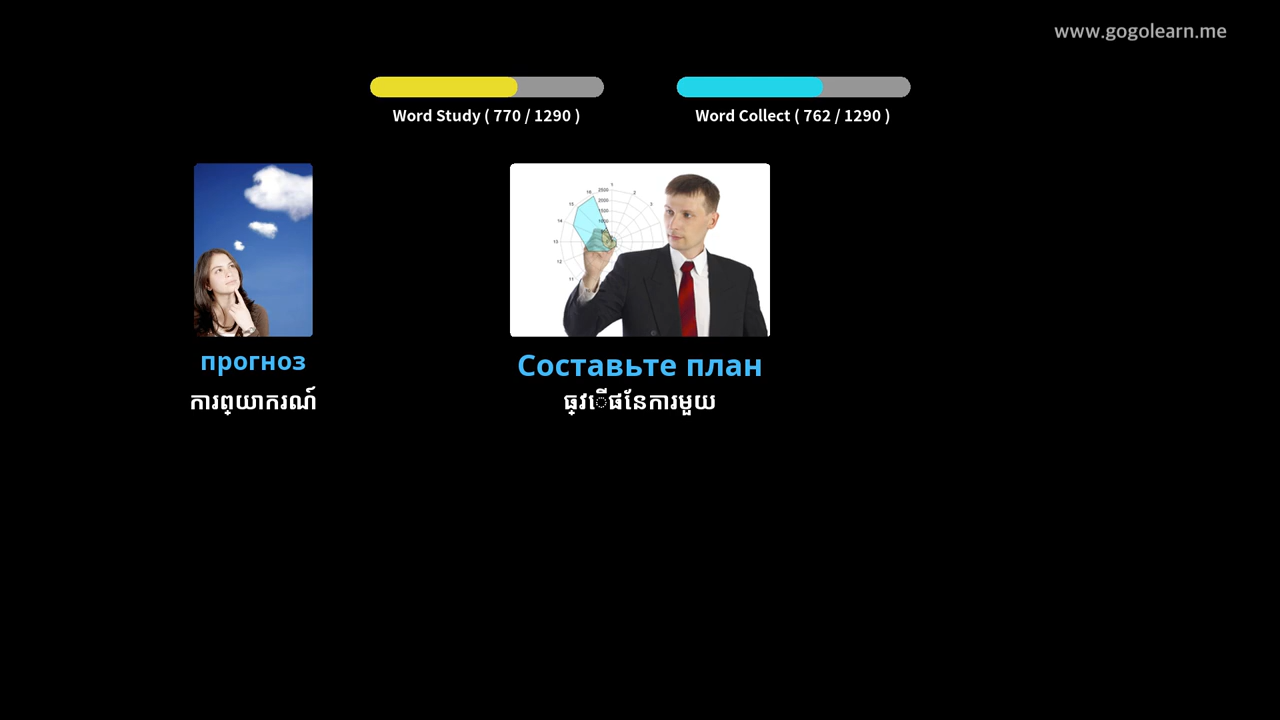 www.gogolearn.me
Word Study ( 770 / 1290 )
Word Collect ( 762 / 1290 )
прогноз
Составьте план
ការព្យាករណ៍
ធ្វើផែនការមួយ